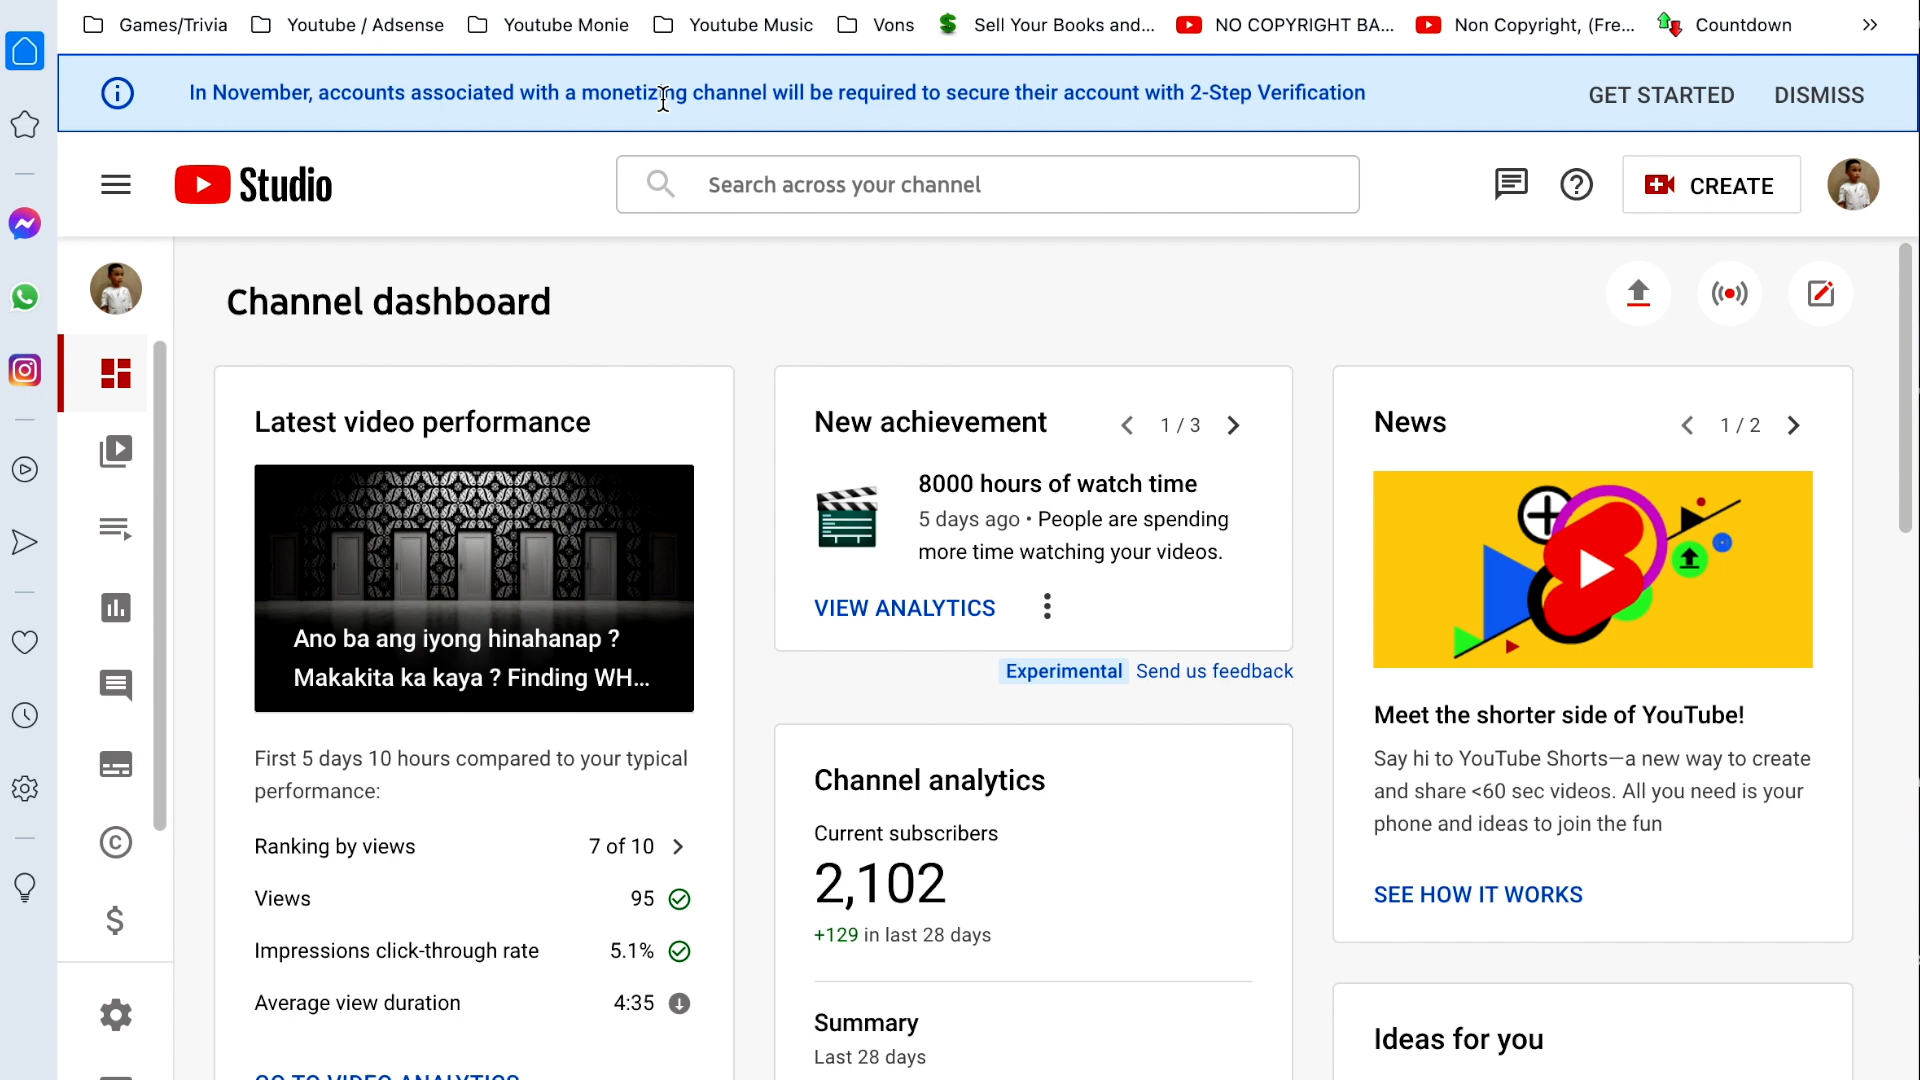 Games/Trivia Youtube / Adsense Youtube Monie Youtube Music Vons Sell Your Books and... NO COPYRIGHT BA... Non Copyright, (Fre... Countdown
In November, accounts associated with a monetizing channel will be required to secure their account with 2-Step Verification GET STARTED DISMISS
Studio Search across your channel CREATE
Channel dashboard
Latest video performance
Ano ba ang iyong hinahanap ?
Makakita ka kaya ? Finding WH...
First 5 days 10 hours compared to your typical
performance:
Ranking by views 7 of 10
Views 95
Impressions click-through rate 5.1%
Average view duration 4:35
GO TO VIDEO ANALYTICS
New achievement 1 / 3
8000 hours of watch time
5 days ago • People are spending
more time watching your videos.
VIEW ANALYTICS
Experimental Send us feedback
Channel analytics
Current subscribers
2,102
+129 in last 28 days
Summary
Last 28 days
News 1 / 2
Meet the shorter side of YouTube!
Say hi to YouTube Shorts—a new way to create
and share <60 sec videos. All you need is your
phone and ideas to join the fun
SEE HOW IT WORKS
Ideas for you